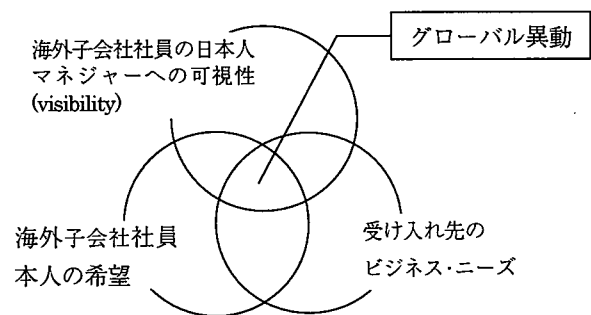 グローバル異動
海外子会社社員の日本人
マネジャーへの可視性
(visibility)
海外子会社社員
本人の希望
受け入れ先の
ビジネス・ニーズ